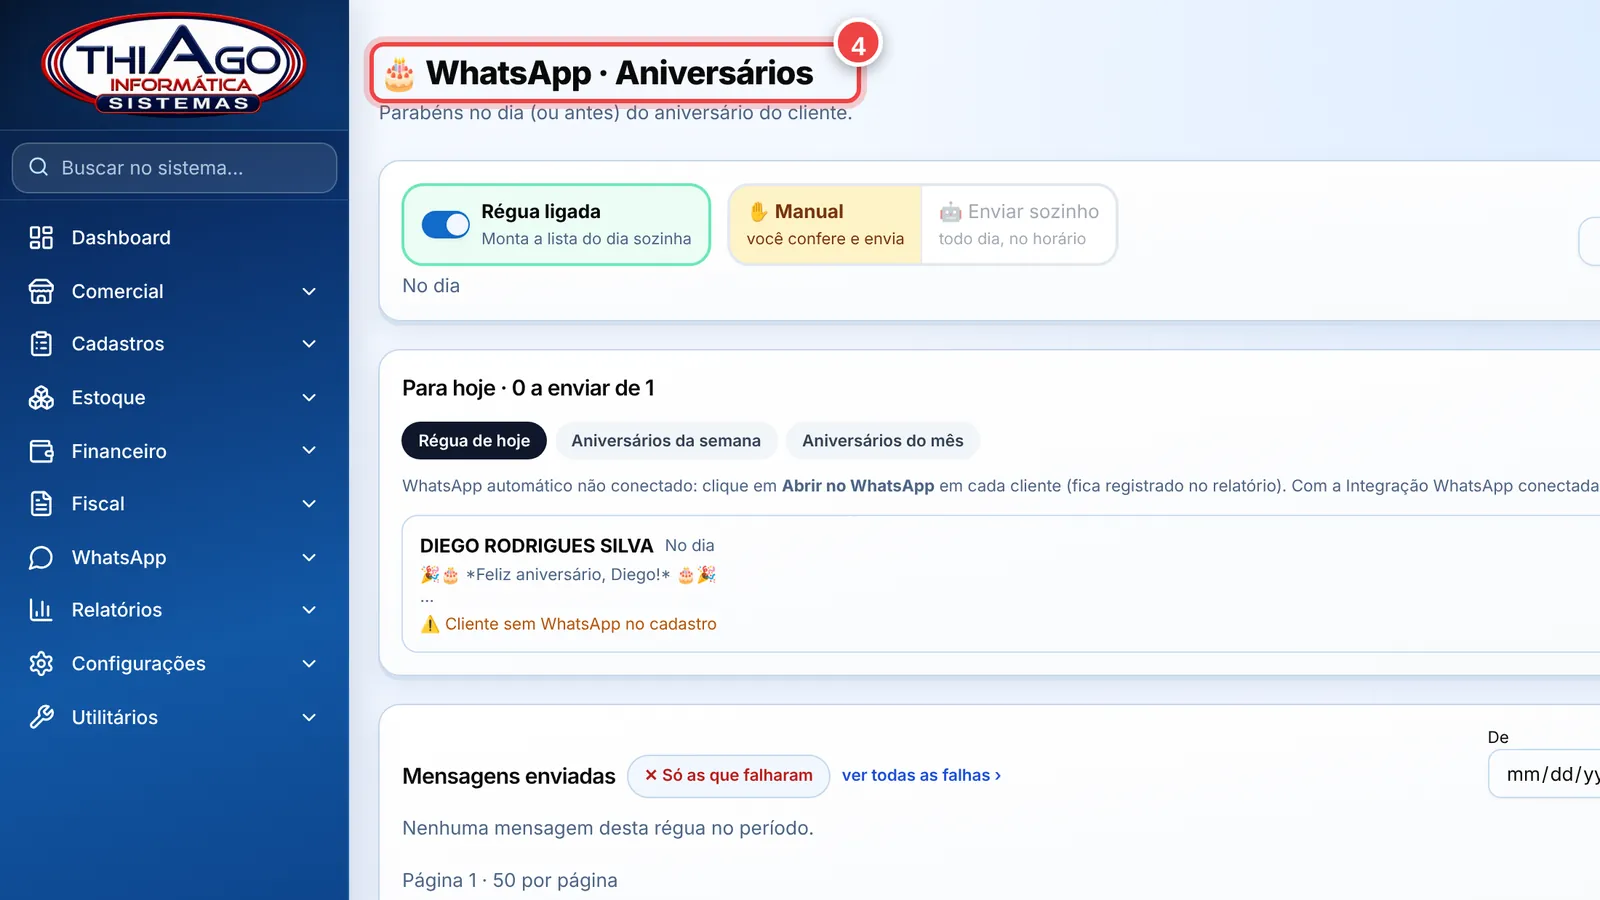 THIAGO
INFORMÁTICA
SISTEMAS
Buscar no sistema...
Dashboard
Comercial
Cadastros
Estoque
Financeiro
Fiscal
WhatsApp
Relatórios
Configurações
Utilitários
4
🎂 WhatsApp · Aniversários
Parabéns no dia (ou antes) do aniversário do cliente.
Régua ligada
Monta a lista do dia sozinha
✋ Manual
você confere e envia
🤖 Enviar sozinho
todo dia, no horário
No dia
Para hoje · 0 a enviar de 1
Régua de hoje
Aniversários da semana
Aniversários do mês
WhatsApp automático não conectado: clique em Abrir no WhatsApp em cada cliente (fica registrado no relatório). Com a Integração WhatsApp conectada
DIEGO RODRIGUES SILVA No dia
🎉🎂 *Feliz aniversário, Diego!* 🎂🎉
...
⚠️ Cliente sem WhatsApp no cadastro
De
mm/dd/yy
Mensagens enviadas
✕ Só as que falharam
ver todas as falhas ›
Nenhuma mensagem desta régua no período.
Página 1 · 50 por página